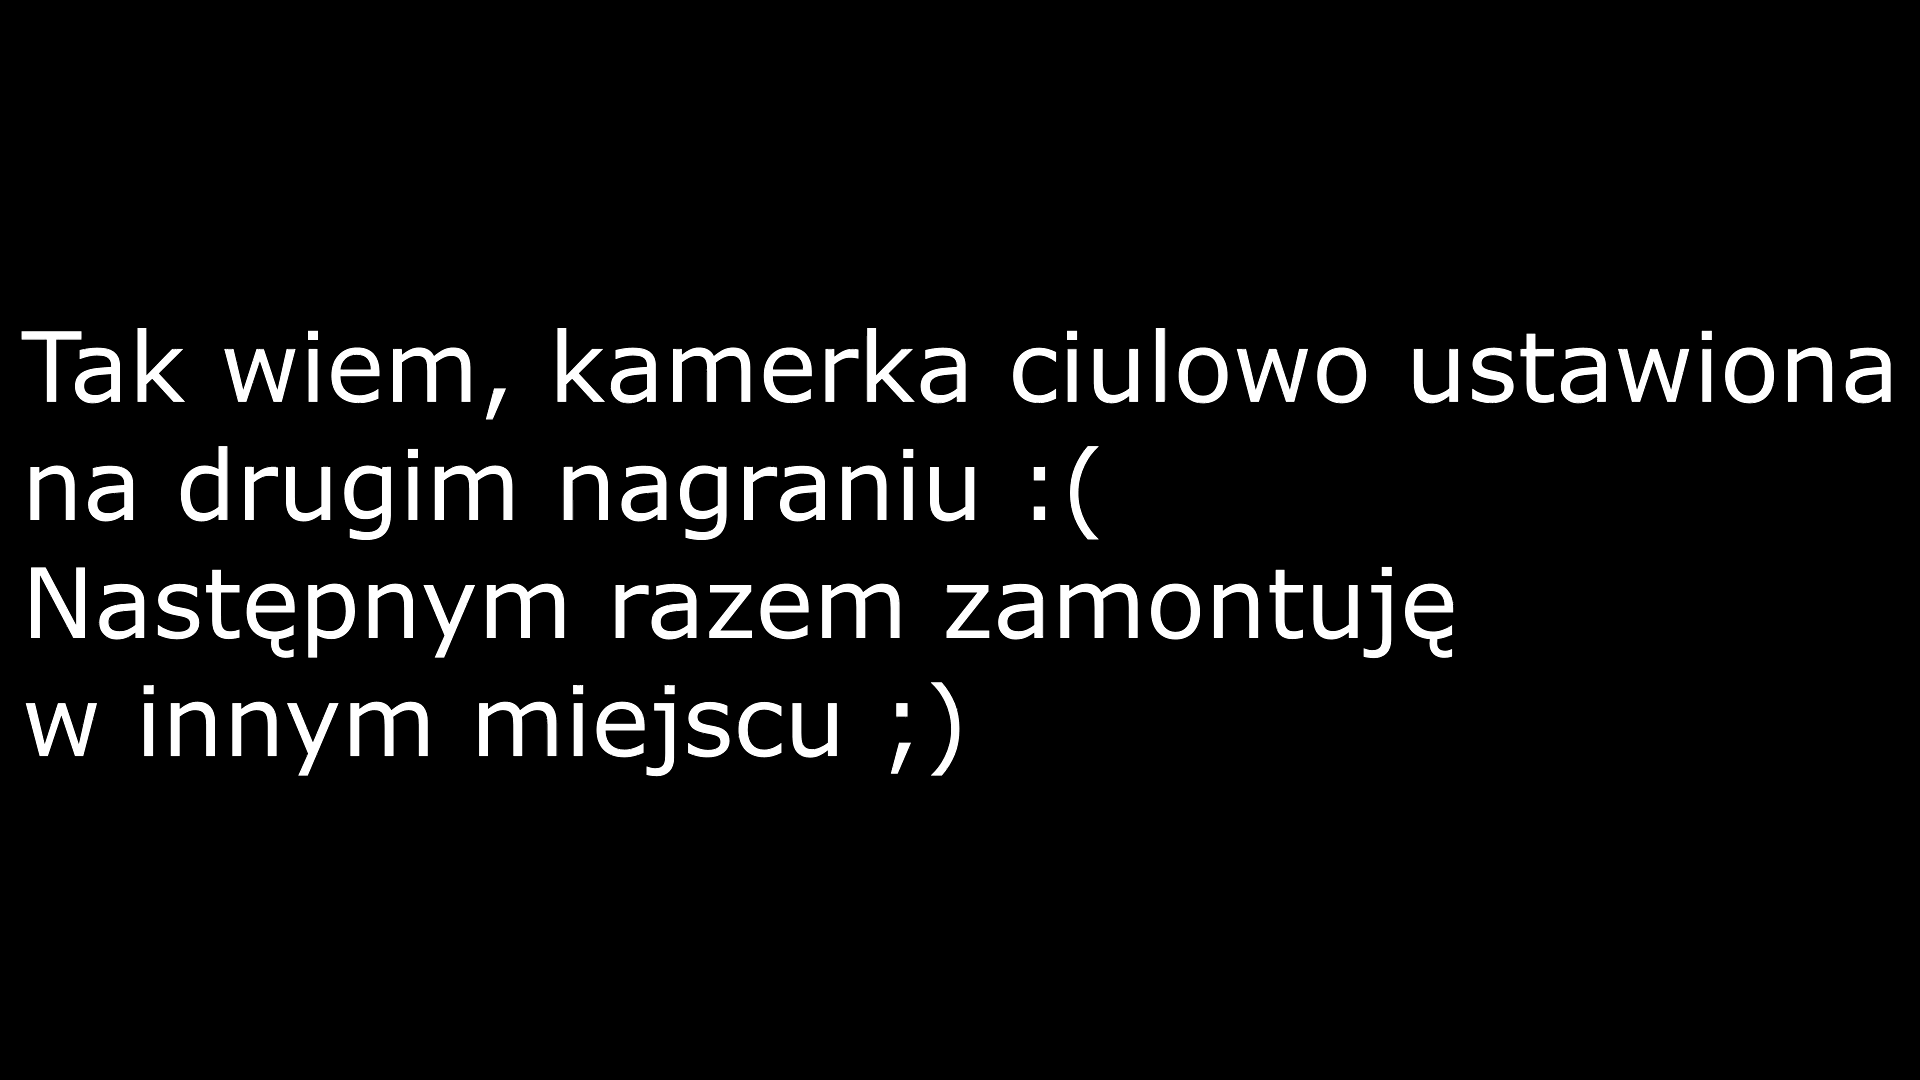 Tak wiem, kamerka ciulowo ustawiona
na drugim nagraniu :(
Następnym razem zamontuję
w innym miejscu ;)